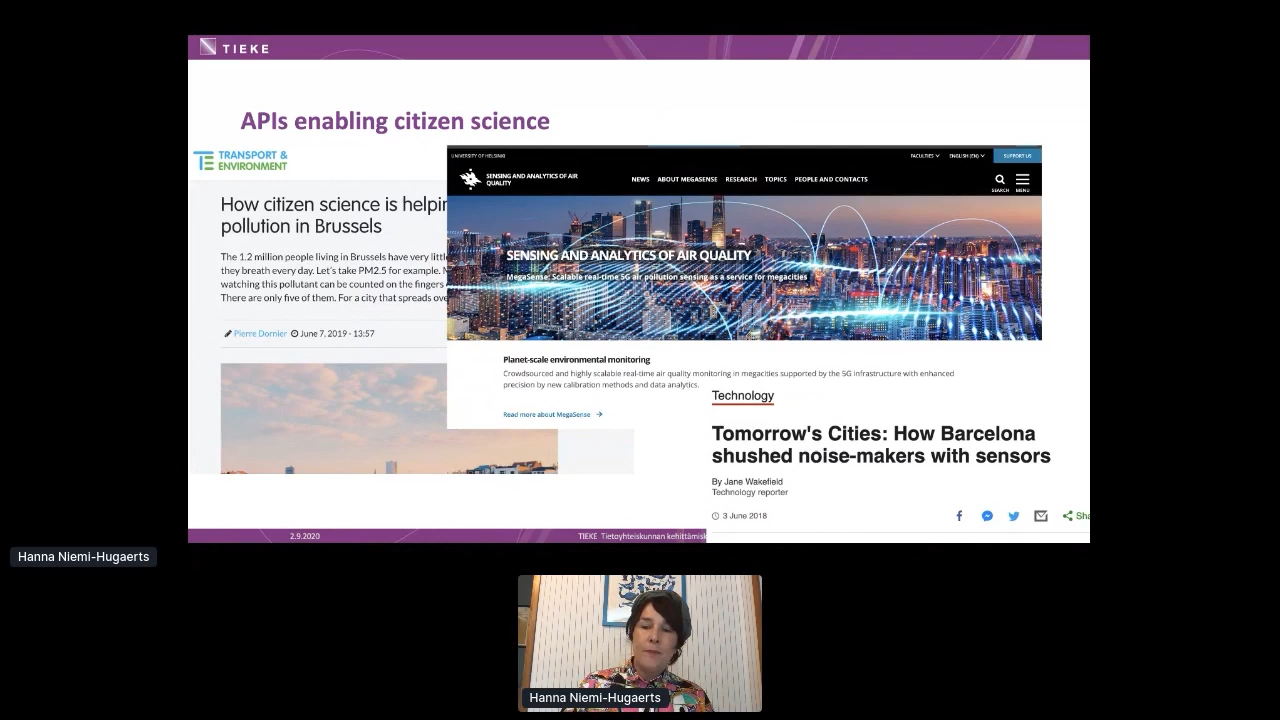 TIEKE
APIs enabling citizen science
TRANSPORT &
ENVIRONMENT
How citizen science is helpin
pollution in Brussels
The 1.2 million people living in Brussels have very little
they breath every day. Let's take PM2.5 for example.
watching this pollutant can be counted on the fingers
There are only five of them. For a city that spreads ove
Pierre Dornier June 7, 2019 - 13:57
UNIVERSITY OF HELSINKI
FACULTIES ENGLISH (EN) SUPPORT US
SENSING AND ANALYTICS OF AIR
QUALITY
NEWS ABOUT MEGASENSE RESEARCH TOPICS PEOPLE AND CONTACTS
SEARCH MENU
SENSING AND ANALYTICS OF AIR QUALITY
MegaSense: Scalable real-time 5G air pollution sensing as a service for megacities
Planet-scale environmental monitoring
Crowdsourced and highly scalable real-time air quality monitoring in megacities supported by the 5G infrastructure with enhanced
precision by new calibration methods and data analytics.
Read more about MegaSense
Technology
Tomorrow's Cities: How Barcelona
shushed noise-makers with sensors
By Jane Wakefield
Technology reporter
3 June 2018
Sha
2.9.2020
TIEKE Tietoyhteiskunnan kehittämisk
Hanna Niemi-Hugaerts
Hanna Niemi-Hugaerts